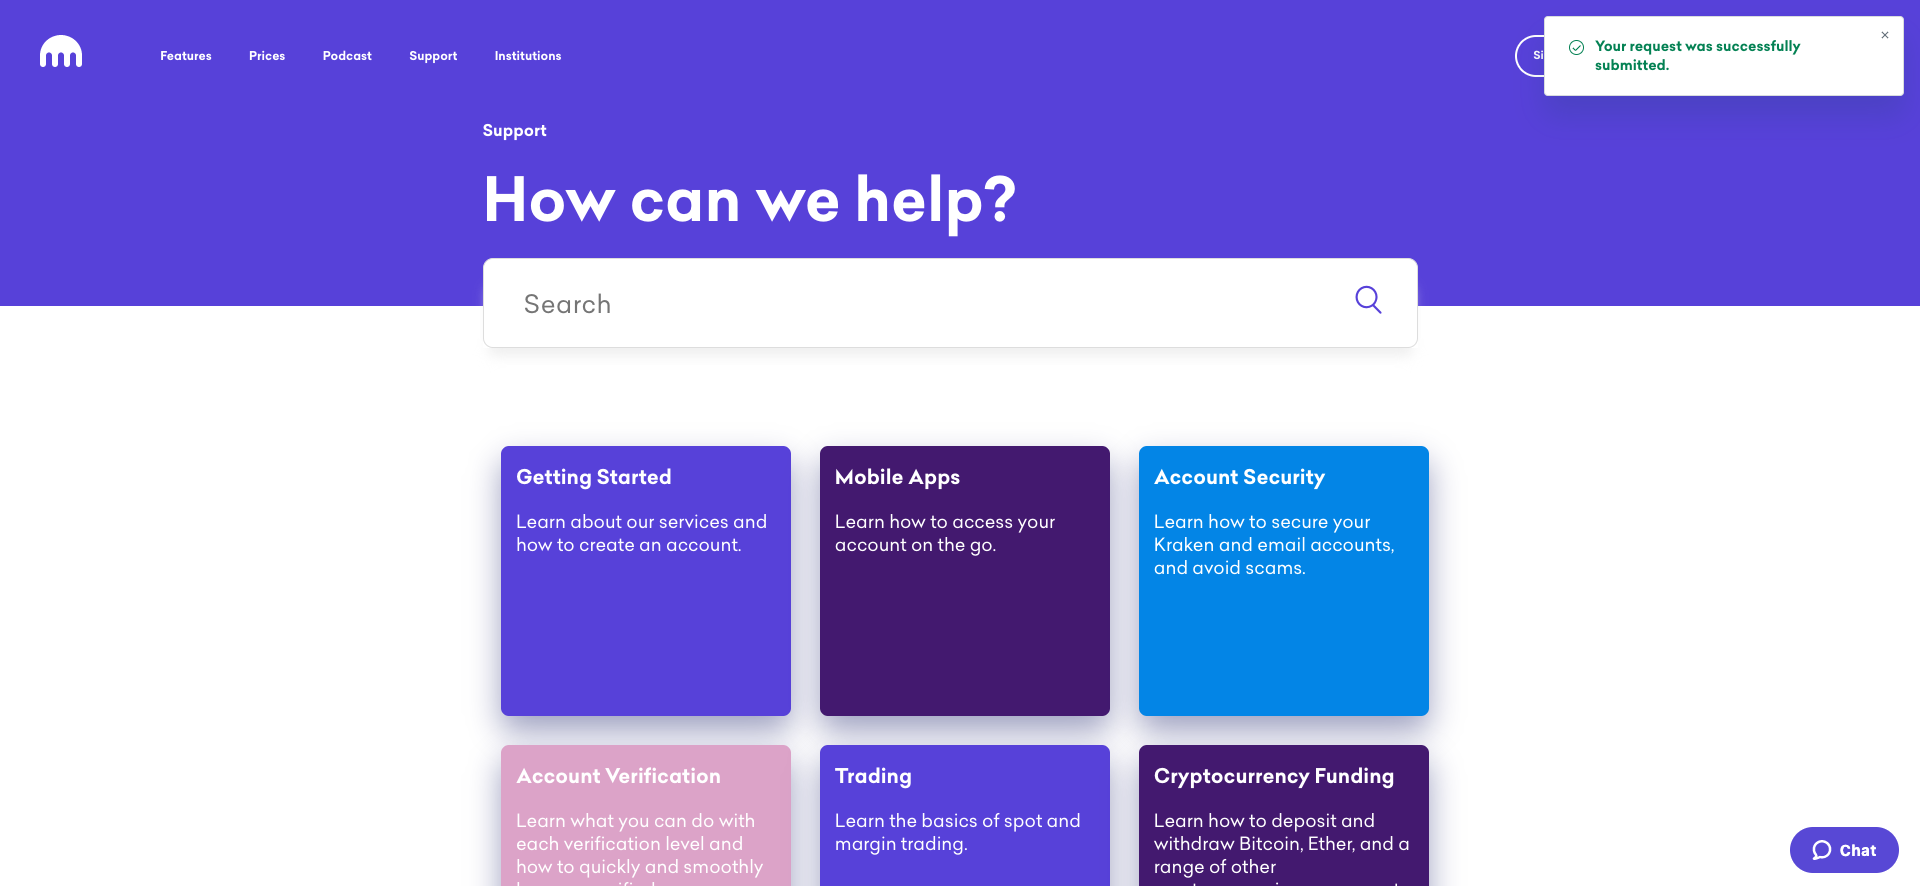 Features
Prices
Podcast
Support
Institutions
Your request was successfully
submitted.
Support
How can we help?
Search
Getting Started
Learn about our services and
how to create an account.
Mobile Apps
Learn how to access your
account on the go.
Account Security
Learn how to secure your
Kraken and email accounts,
and avoid scams.
Account Verification
Learn what you can do with
each verification level and
how to quickly and smoothly
Trading
Learn the basics of spot and
margin trading.
Cryptocurrency Funding
Learn how to deposit and
withdraw Bitcoin, Ether, and a
range of other
Chat